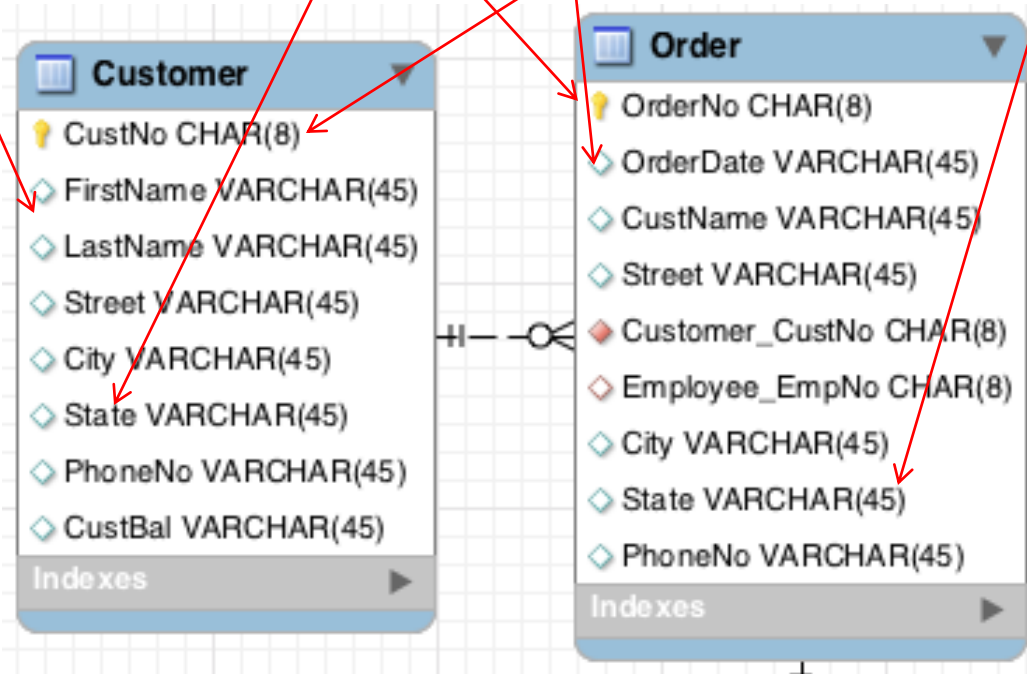 Customer
CustNo CHAR(8)
FirstName VARCHAR(45)
LastName VARCHAR(45)
Street VARCHAR(45)
City VARCHAR(45)
State VARCHAR(45)
PhoneNo VARCHAR(45)
CustBal VARCHAR(45)
Indexes
Order
OrderNo CHAR(8)
OrderDate VARCHAR(45)
CustName VARCHAR(45)
Street VARCHAR(45)
Customer_CustNo CHAR(8)
Employee_EmpNo CHAR(8)
City VARCHAR(45)
State VARCHAR(45)
PhoneNo VARCHAR(45)
Indexes